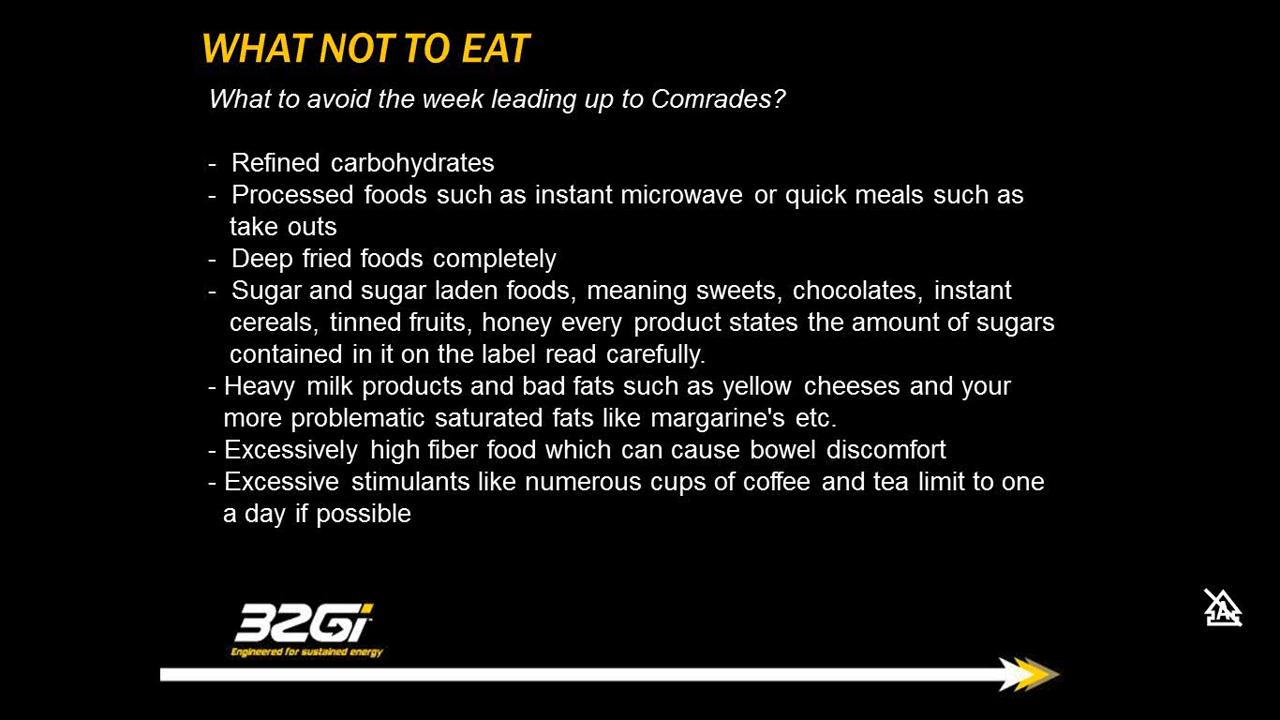 WHAT NOT TO EAT
What to avoid the week leading up to Comrades?
- Refined carbohydrates
- Processed foods such as instant microwave or quick meals such as
take outs
- Deep fried foods completely
- Sugar and sugar laden foods, meaning sweets, chocolates, instant
cereals, tinned fruits, honey every product states the amount of sugars
contained in it on the label read carefully.
- Heavy milk products and bad fats such as yellow cheeses and your
more problematic saturated fats like margarine's etc.
- Excessively high fiber food which can cause bowel discomfort
- Excessive stimulants like numerous cups of coffee and tea limit to one
a day if possible
32Gi
Engineered for sustained energy
A